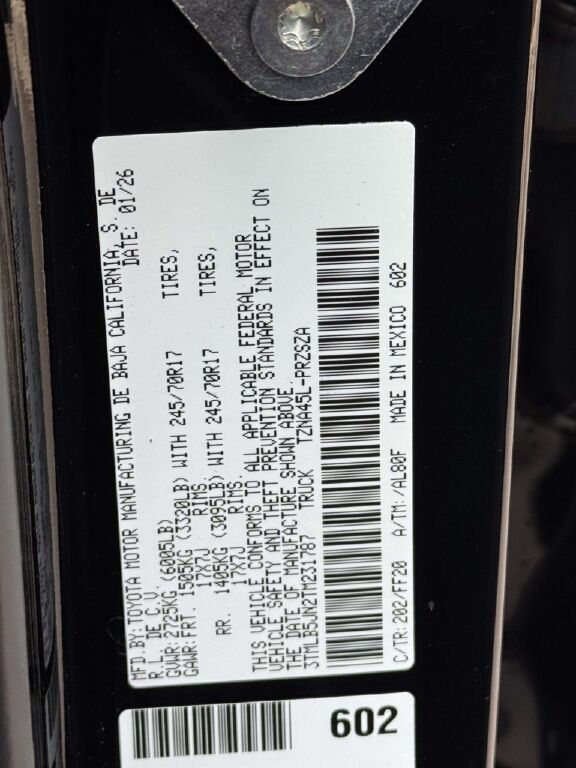 MFD.BY:TOYOTA MOTOR MANUFACTURING DE BAJA CALIFORNIA, S. DE
R.L. DE C.V. DATE: 01/26
GVWR:2725KG (6005LB)
GAWR:FRT. 1505KG (3320LB) WITH 245/70R17 TIRES,
17X7J RIMS.
RR. 1405KG (3095LB) WITH 245/70R17 TIRES,
17X7J RIMS.
THIS VEHICLE CONFORMS TO ALL APPLICABLE FEDERAL MOTOR
VEHICLE SAFETY AND THEFT PREVENTION STANDARDS IN EFFECT ON
THE DATE OF MANUFACTURE SHOWN ABOVE.
3TMLB5JN2TM231787 TRUCK TZNA45L-PRZSZA
C/TR:202/FF20 A/TM:/AL80F MADE IN MEXICO 602
602